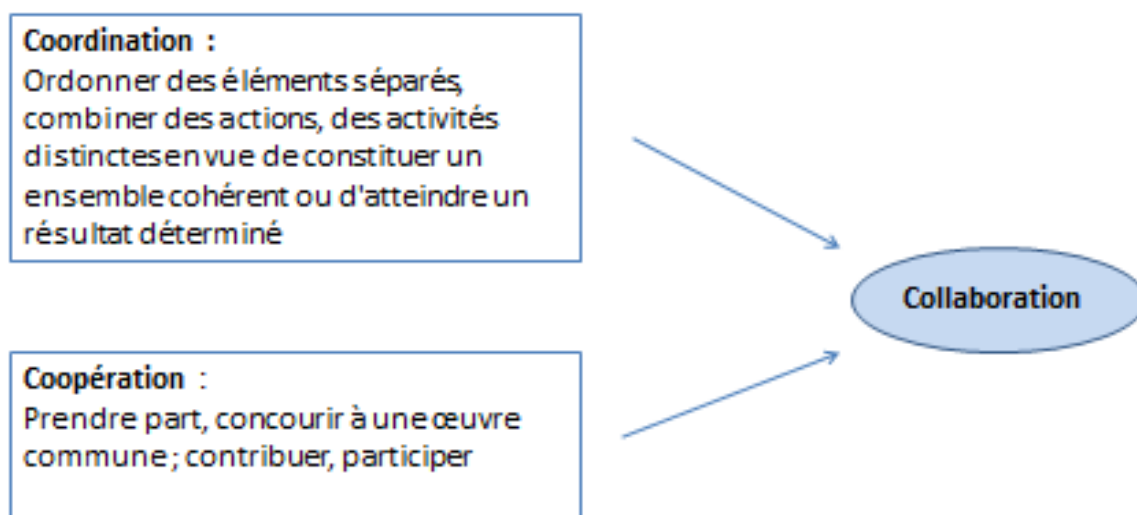 Coordination :
Ordonner des éléments séparés,
combiner des actions, des activités
distinctes en vue de constituer un
ensemble cohérent ou d'atteindre un
résultat déterminé
Collaboration
Coopération :
Prendre part, concourir à une œuvre
commune ; contribuer, participer